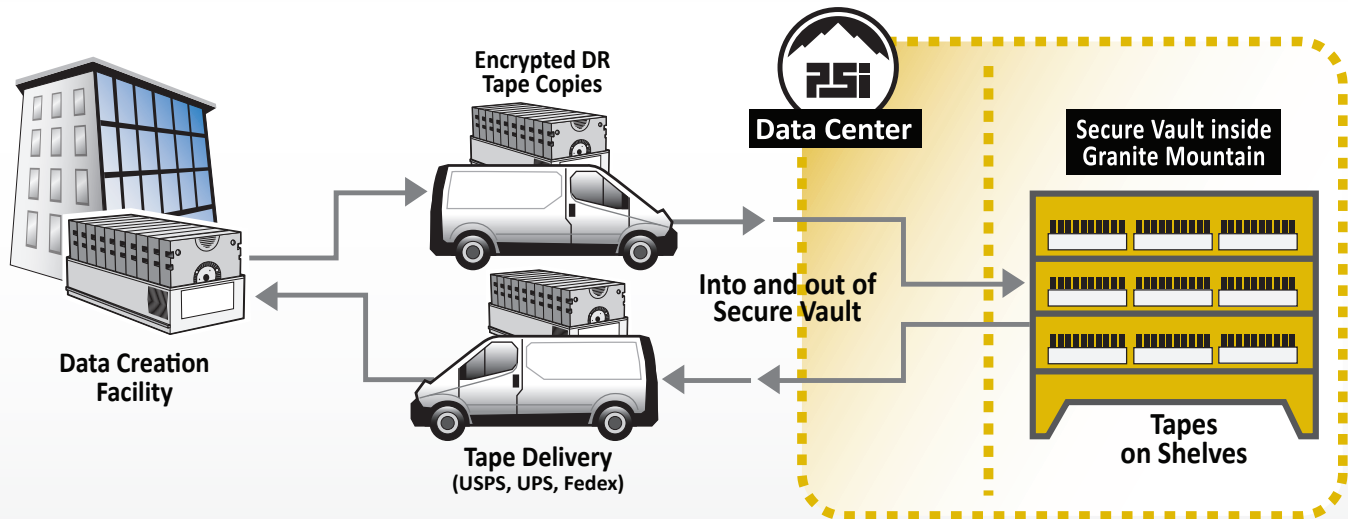 Encrypted DR
Tape Copies
PSi
Data Center
Secure Vault inside
Granite Mountain
Into and out of
Secure Vault
Data Creation
Facility
Tape Delivery
(USPS, UPS, Fedex)
Tapes
on Shelves